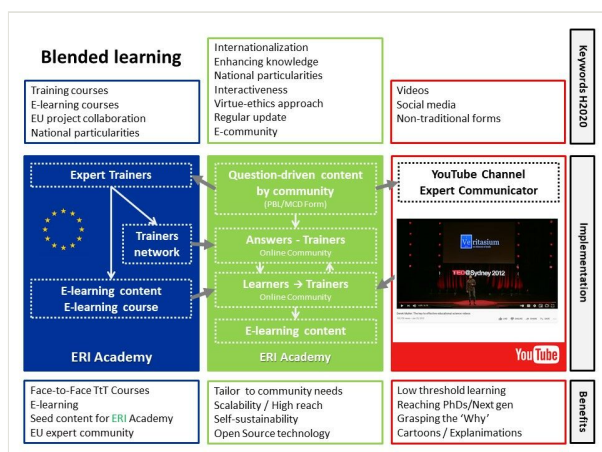 Blended learning
Training courses
E-learning courses
EU project collaboration
National particularities
Internationalization
Enhancing knowledge
National particularities
Interactiveness
Virtue-ethics approach
Regular update
E-community
Videos
Social media
Non-traditional forms
Keywords H2020
Expert Trainers
Trainers
network
E-learning content
E-learning course
ERI Academy
Question-driven content
by community
(PBL/MCD Form)
Answers - Trainers
Online Community
Learners → Trainers
Online Community
E-learning content
ERI Academy
YouTube Channel
Expert Communicator
Veritasium
TEDx Sydney 2012
YouTube
Implementation
Face-to-Face TtT Courses
E-learning
Seed content for ERI Academy
EU expert community
Tailor to community needs
Scalability / High reach
Self-sustainability
Open Source technology
Low threshold learning
Reaching PhDs/Next gen
Grasping the ‘Why’
Cartoons / Explanimations
Benefits